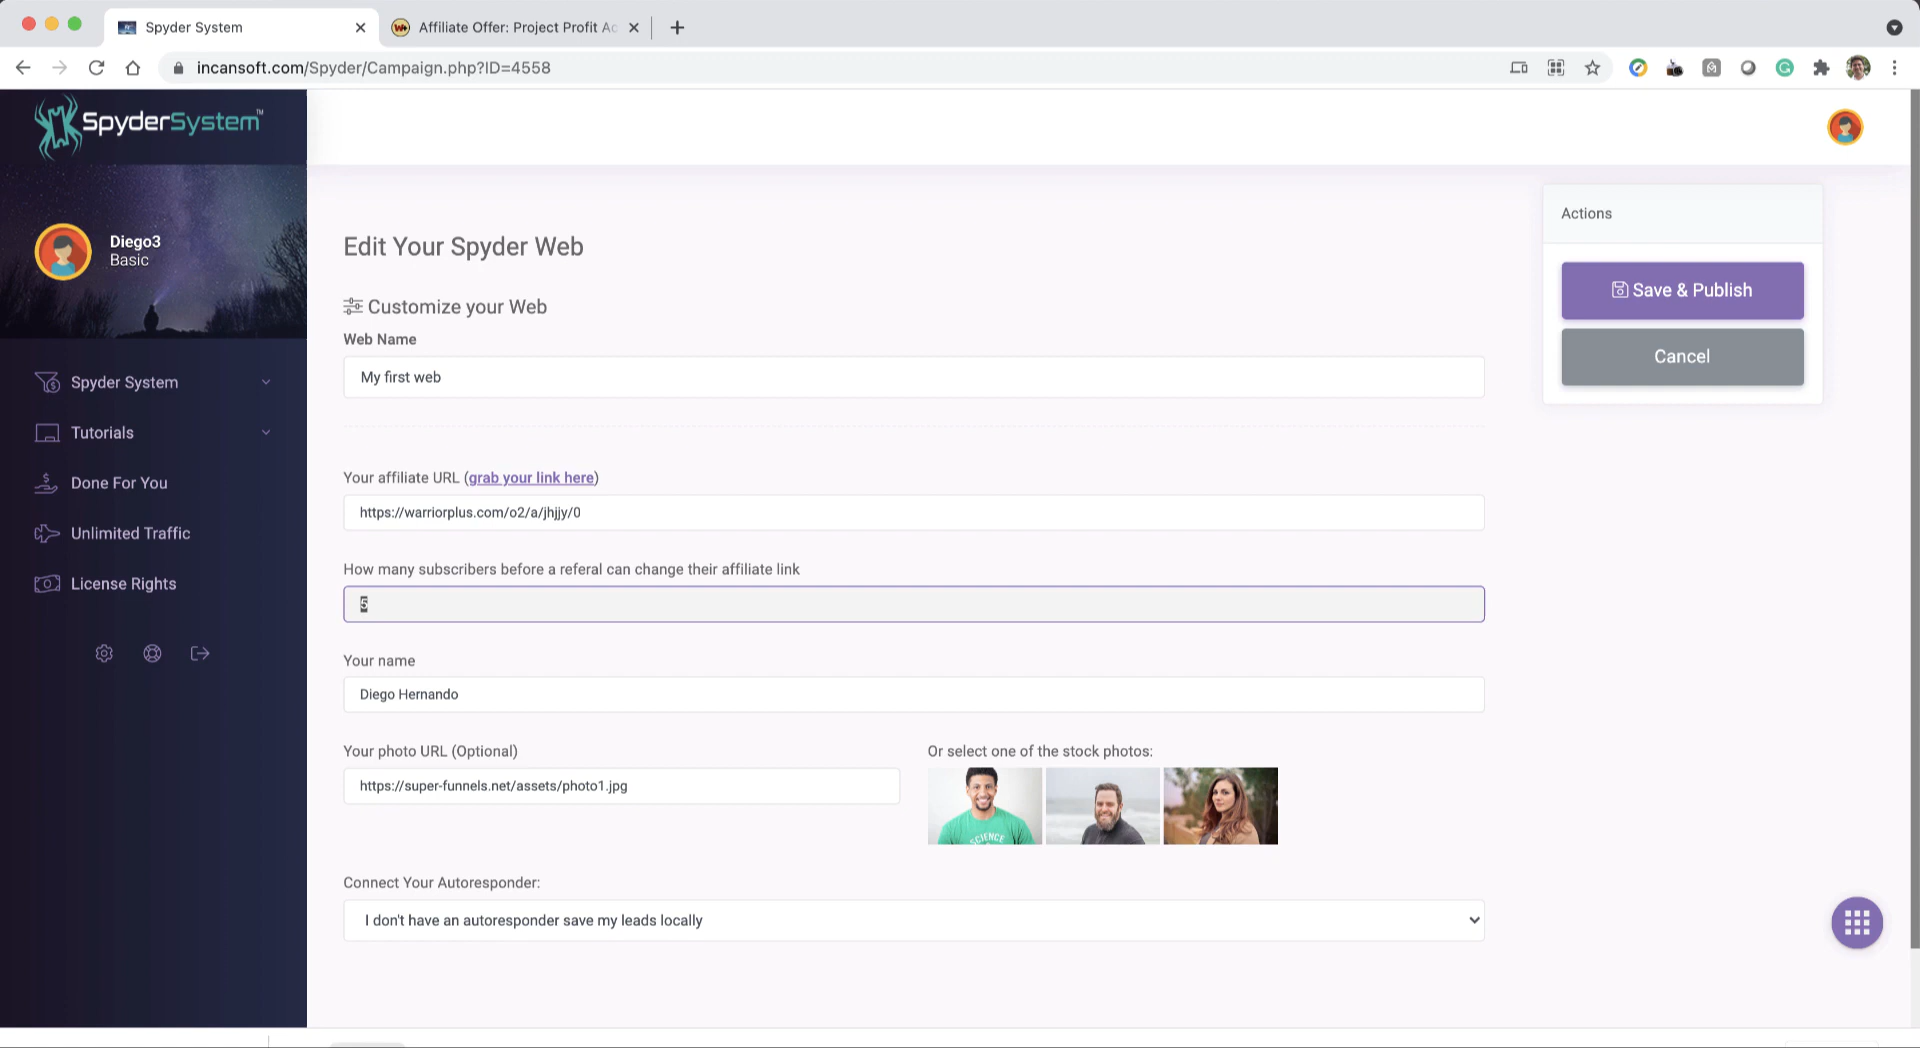 Spyder System
Affiliate Offer: Project Profit Ac
incansoft.com/Spyder/Campaign.php?ID=4558
SpyderSystem™
Diego3
Basic
Spyder System
Tutorials
Done For You
Unlimited Traffic
License Rights
Edit Your Spyder Web
Customize your Web
Web Name
My first web
Your affiliate URL (grab your link here)
https://warriorplus.com/o2/a/jhjjy/0
How many subscribers before a referal can change their affiliate link
5
Your name
Diego Hernando
Your photo URL (Optional)
https://super-funnels.net/assets/photo1.jpg
Or select one of the stock photos:
SCIENCE
Connect Your Autoresponder:
I don't have an autoresponder save my leads locally
Actions
Save & Publish
Cancel